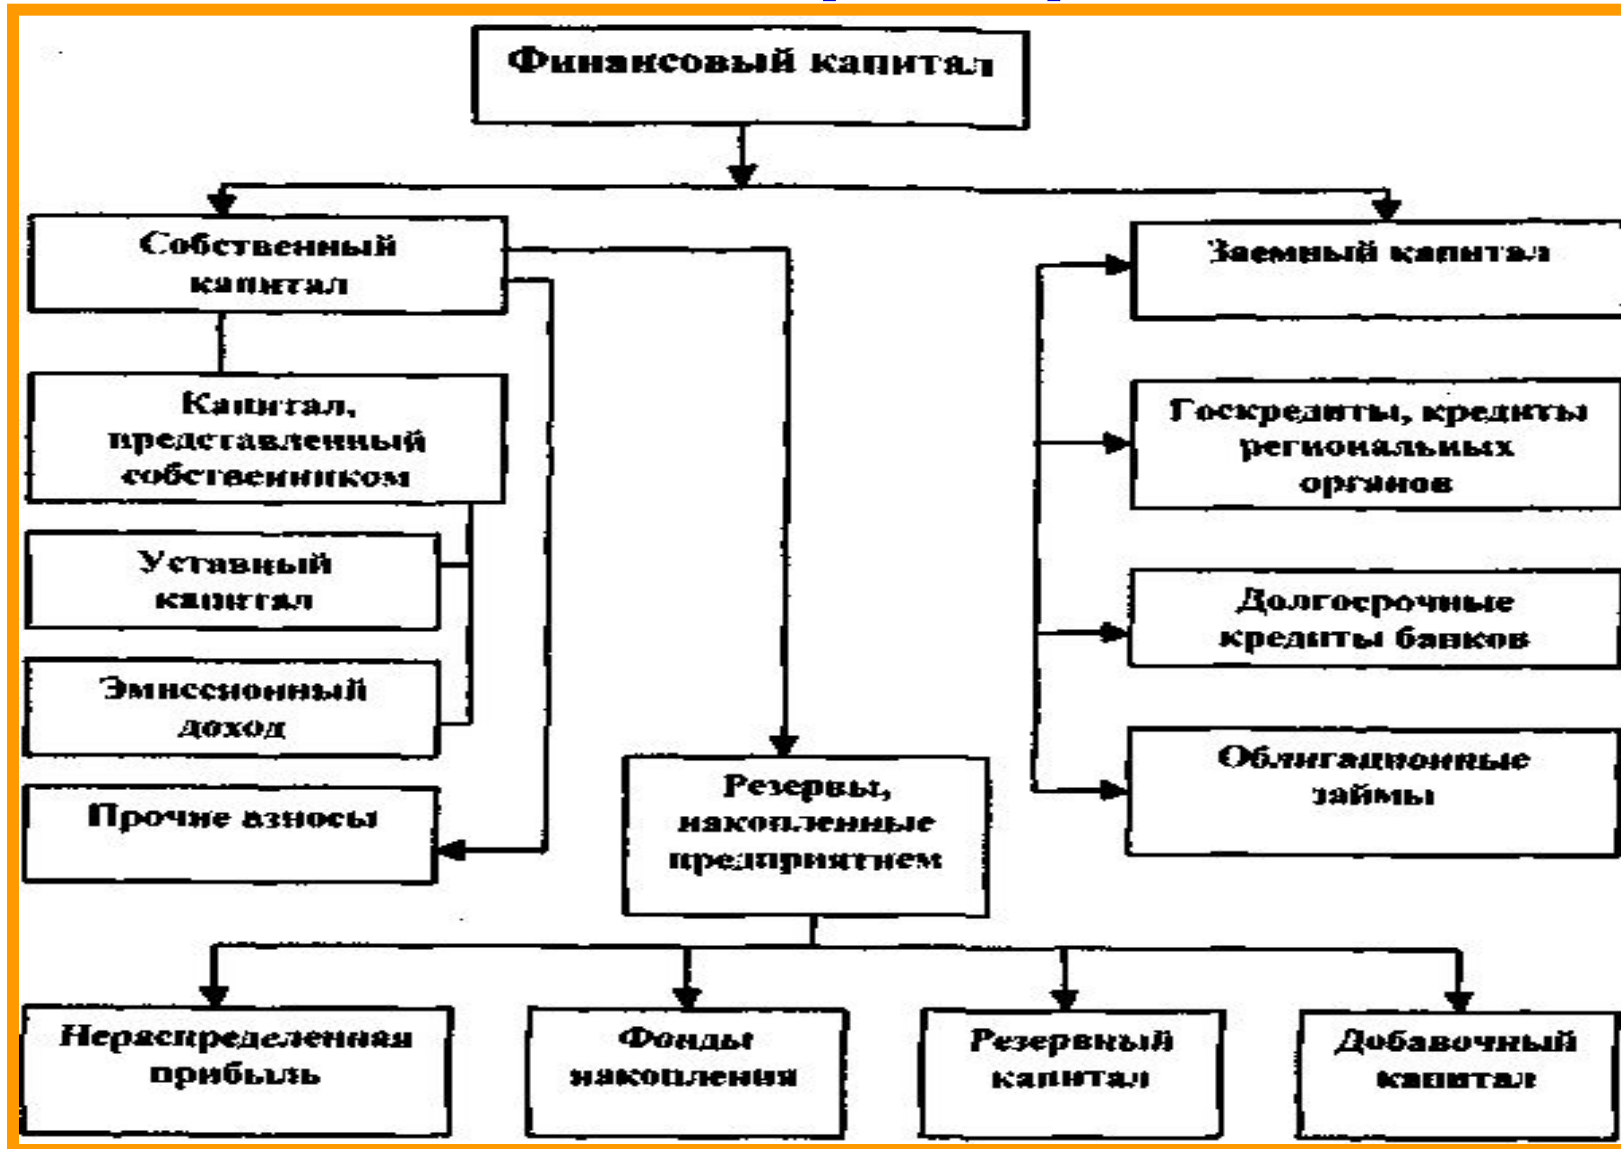 Финансовый капитал
Собственный
капитал
Заемный капитал
Капитал,
представленный
собственником
Госкредиты, кредиты
региональных
органов
Уставный
капитал
Долгосрочные
кредиты банков
Эмиссионный
доход
Облигационные
займы
Прочие взносы
Резервы,
накопленные
предприятием
Нераспределенная
прибыль
Фонды
накопления
Резервный
капитал
Добавочный
капитал